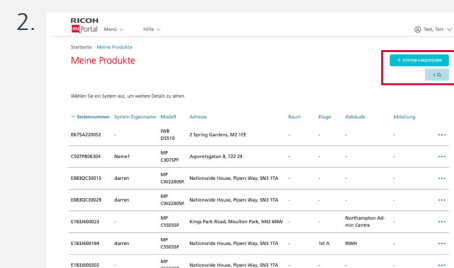 2.
RICOH
Portal Menü Hilfe Test, Test
Startseite Meine Produkte
Meine Produkte
+ SYSTEM HINZUFÜGEN
Wählen Sie ein System aus, um weitere Details zu sehen
Seriennummer System Eigenname Modell Adresse Raum Etage Gebäude Abteilung
BK75A220052 - IWB D5510 2 Spring Gardens, M2 1EE - - - - ...
C507PB06304 Name1 MP C307SPF Aspvretsgatan 8, 722 24 - - - - ...
E083QC30015 darren MP CW2200SP Nationwide House, Pipers Way, SN3 1TA - - - - ...
E083QC30029 darren MP CW2200SP Nationwide House, Pipers Way, SN3 1TA - - - - ...
E183J600023 - MP C5503SP Kings Park Road, Moulton Park, NN3 6NW - - Northampton Admin Centre - ...
E183J600194 darren MP C5503SP Nationwide House, Pipers Way, SN3 1TA - 1st A NWH - ...
E183J600202 - MP Nationwide House, Pipers Way, SN3 1TA - - - - ...